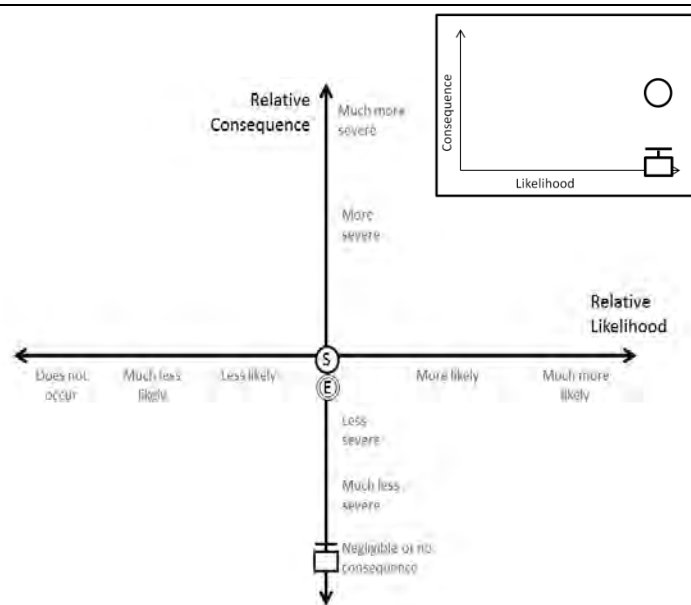 Relative
Consequence
Much more
severe
More
severe
Consequence
Likelihood
Relative
Likelihood
S
E
Does not
occur
Much less
likely
Less likely
More likely
Much more
likely
Less
severe
Much less
severe
Negligible or no
consequence